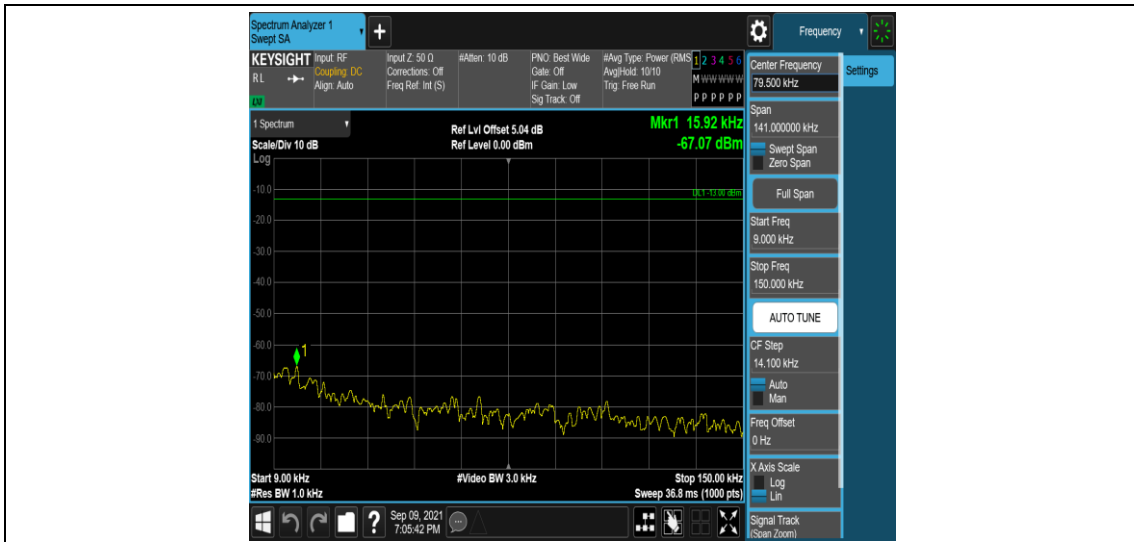 Spectrum Analyzer 1
Swept SA
Frequency
KEYSIGHT
RL
LXI
Input: RF
Coupling: DC
Align: Auto
Input Z: 50 Ω
Corrections: Off
Freq Ref: Int (S)
#Atten: 10 dB
PNO: Best Wide
Gate: Off
IF Gain: Low
Sig Track: Off
#Avg Type: Power (RMS
Avg|Hold: 10/10
Trig: Free Run
1 2 3 4 5 6
M W W W W W
P P P P P P
1 Spectrum
Scale/Div 10 dB
Ref Lvl Offset 5.04 dB
Ref Level 0.00 dBm
Mkr1 15.92 kHz
-67.07 dBm
Log
DL1 -13.00 dBm
-10.0
-20.0
-30.0
-40.0
-50.0
-60.0
-70.0
-80.0
-90.0
1
Start 9.00 kHz
#Res BW 1.0 kHz
#Video BW 3.0 kHz
Stop 150.00 kHz
Sweep 36.8 ms (1000 pts)
Sep 09, 2021
7:05:42 PM
Center Frequency
79.500 kHz
Settings
Span
141.000000 kHz
Swept Span
Zero Span
Full Span
Start Freq
9.000 kHz
Stop Freq
150.000 kHz
AUTO TUNE
CF Step
14.100 kHz
Auto
Man
Freq Offset
0 Hz
X Axis Scale
Log
Lin
Signal Track
(Span Zoom)